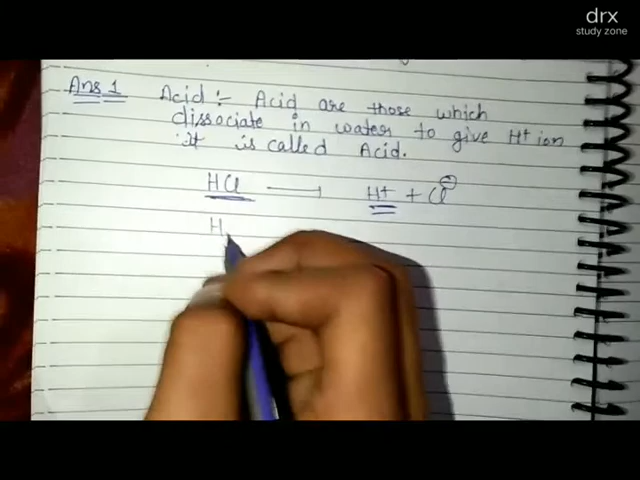 drx
study zone
Ans 1 Acid :- Acid are those which
dissociate in water to give H+ ion
it is called Acid.
HCl ⟶ H+ + Cl⊖
H